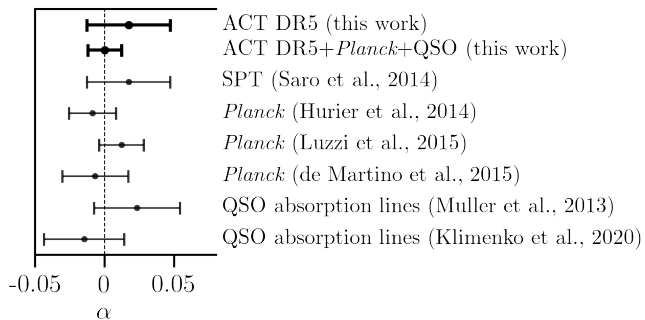 ACT DR5 (this work)
ACT DR5+Planck+QSO (this work)
SPT (Saro et al., 2014)
Planck (Hurier et al., 2014)
Planck (Luzzi et al., 2015)
Planck (de Martino et al., 2015)
QSO absorption lines (Muller et al., 2013)
QSO absorption lines (Klimenko et al., 2020)
-0.05 0 0.05
α